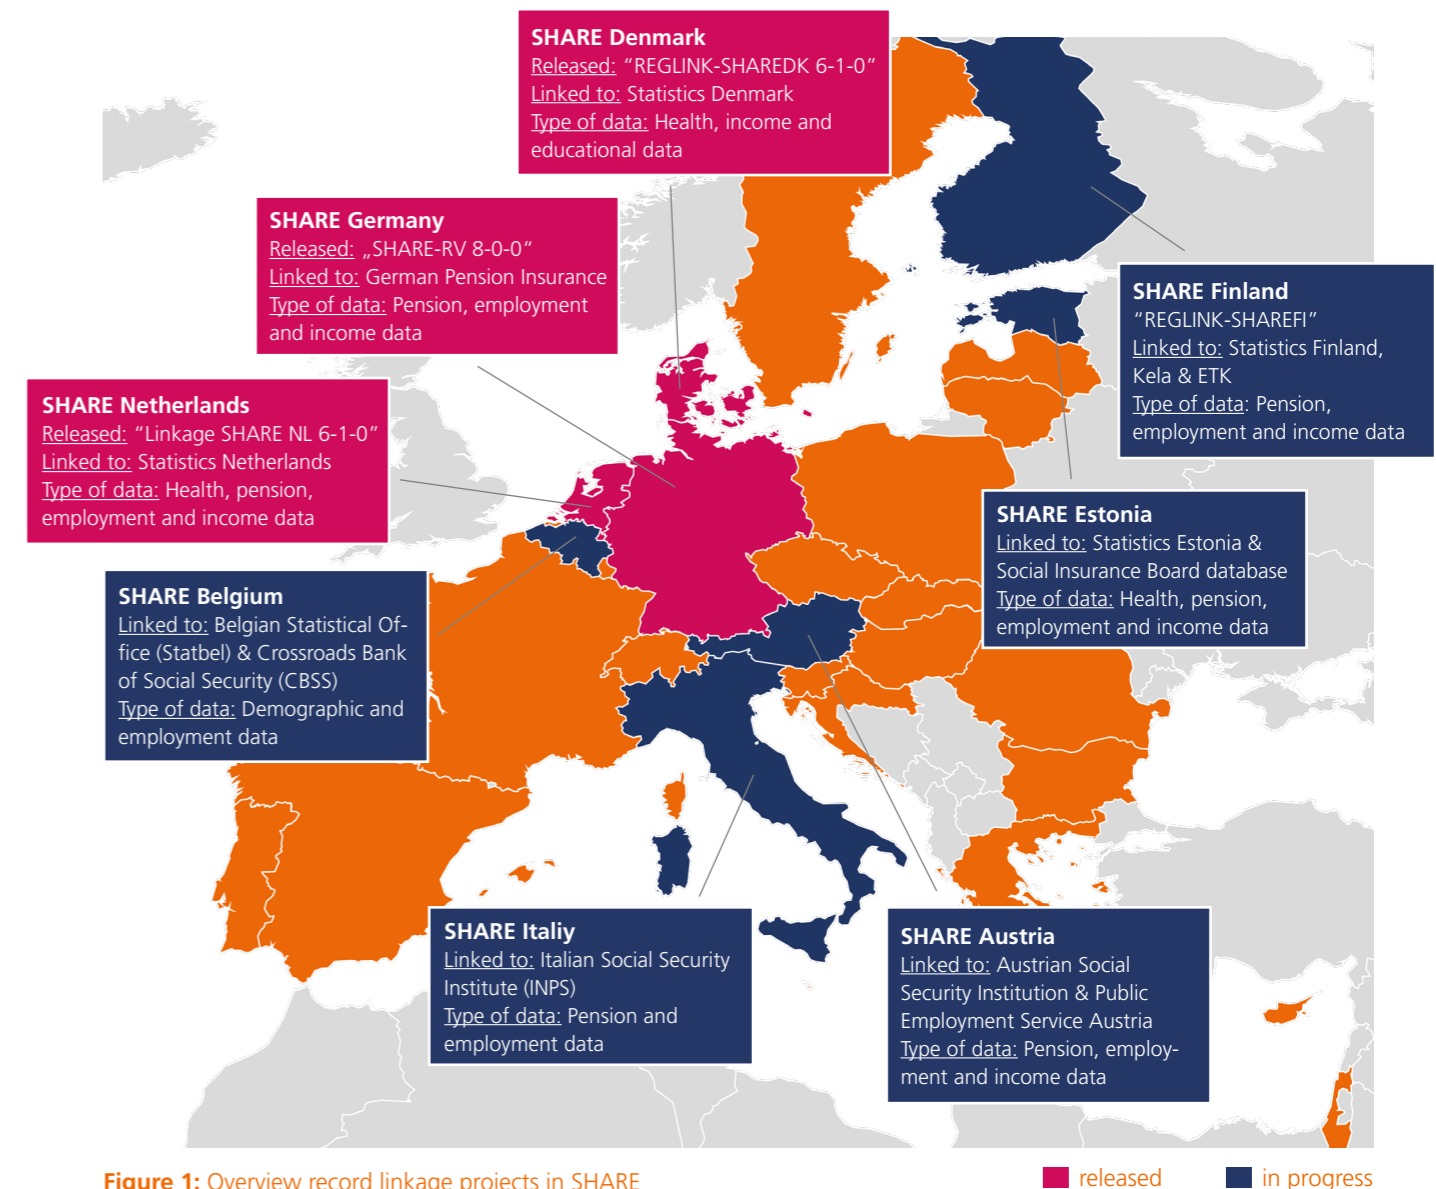 SHARE Denmark
Released: “REGLINK-SHAREDK 6-1-0”
Linked to: Statistics Denmark
Type of data: Health, income and
educational data
SHARE Germany
Released: „SHARE-RV 8-0-0“
Linked to: German Pension Insurance
Type of data: Pension, employment
and income data
SHARE Finland
“REGLINK-SHAREFI”
Linked to: Statistics Finland,
Kela & ETK
Type of data: Pension,
employment and income data
SHARE Netherlands
Released: “Linkage SHARE NL 6-1-0”
Linked to: Statistics Netherlands
Type of data: Health, pension,
employment and income data
SHARE Estonia
Linked to: Statistics Estonia &
Social Insurance Board database
Type of data: Health, pension,
employment and income data
SHARE Belgium
Linked to: Belgian Statistical Of-
fice (Statbel) & Crossroads Bank
of Social Security (CBSS)
Type of data: Demographic and
employment data
SHARE Italiy
Linked to: Italian Social Security
Institute (INPS)
Type of data: Pension and
employment data
SHARE Austria
Linked to: Austrian Social
Security Institution & Public
Employment Service Austria
Type of data: Pension, employ-
ment and income data
Figure 1: Overview record linkage projects in SHARE
released
in progress